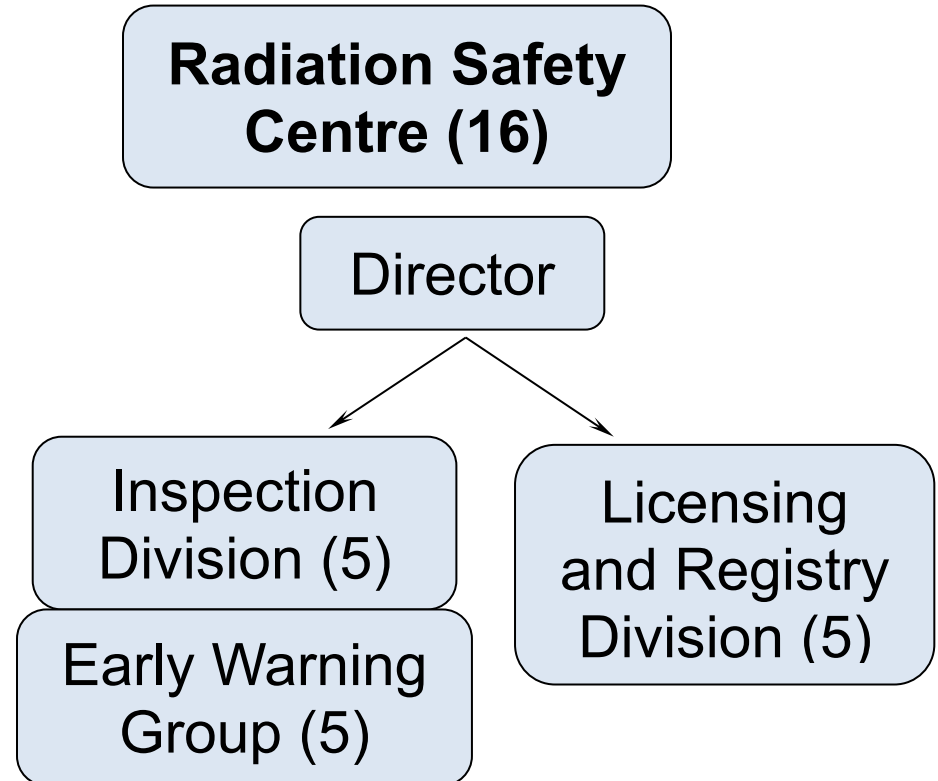 Radiation Safety
Centre (16)
Director
Inspection
Division (5)
Early Warning
Group (5)
Licensing
and Registry
Division (5)